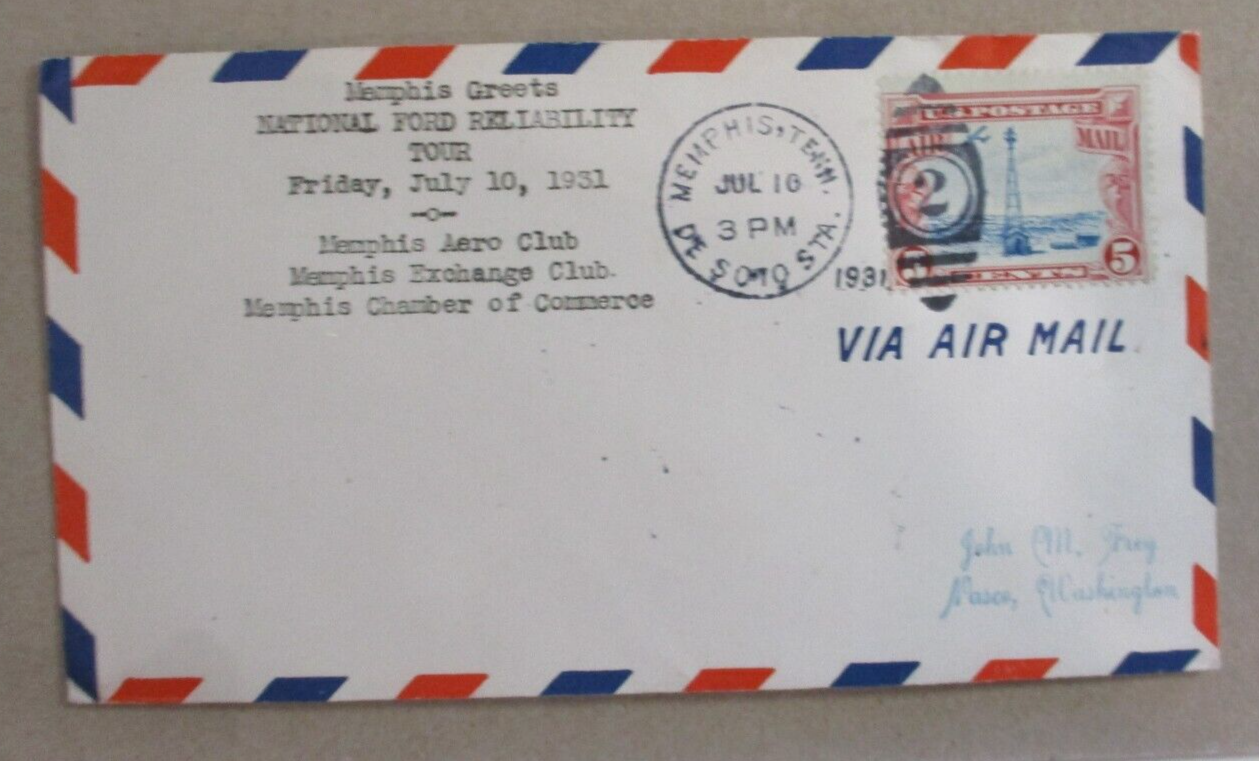 Memphis Greets
NATIONAL FORD RELIABILITY
TOUR
Friday, July 10, 1931
-o-
Memphis Aero Club
Memphis Exchange Club.
Memphis Chamber of Commerce
MEMPHIS, TENN.
JUL 10
3 PM
DE SOTO STA.
1931
U.S. POSTAGE
AIR MAIL
2
5 CENTS 5
VIA AIR MAIL
John M. Frey
Pasco, Washington